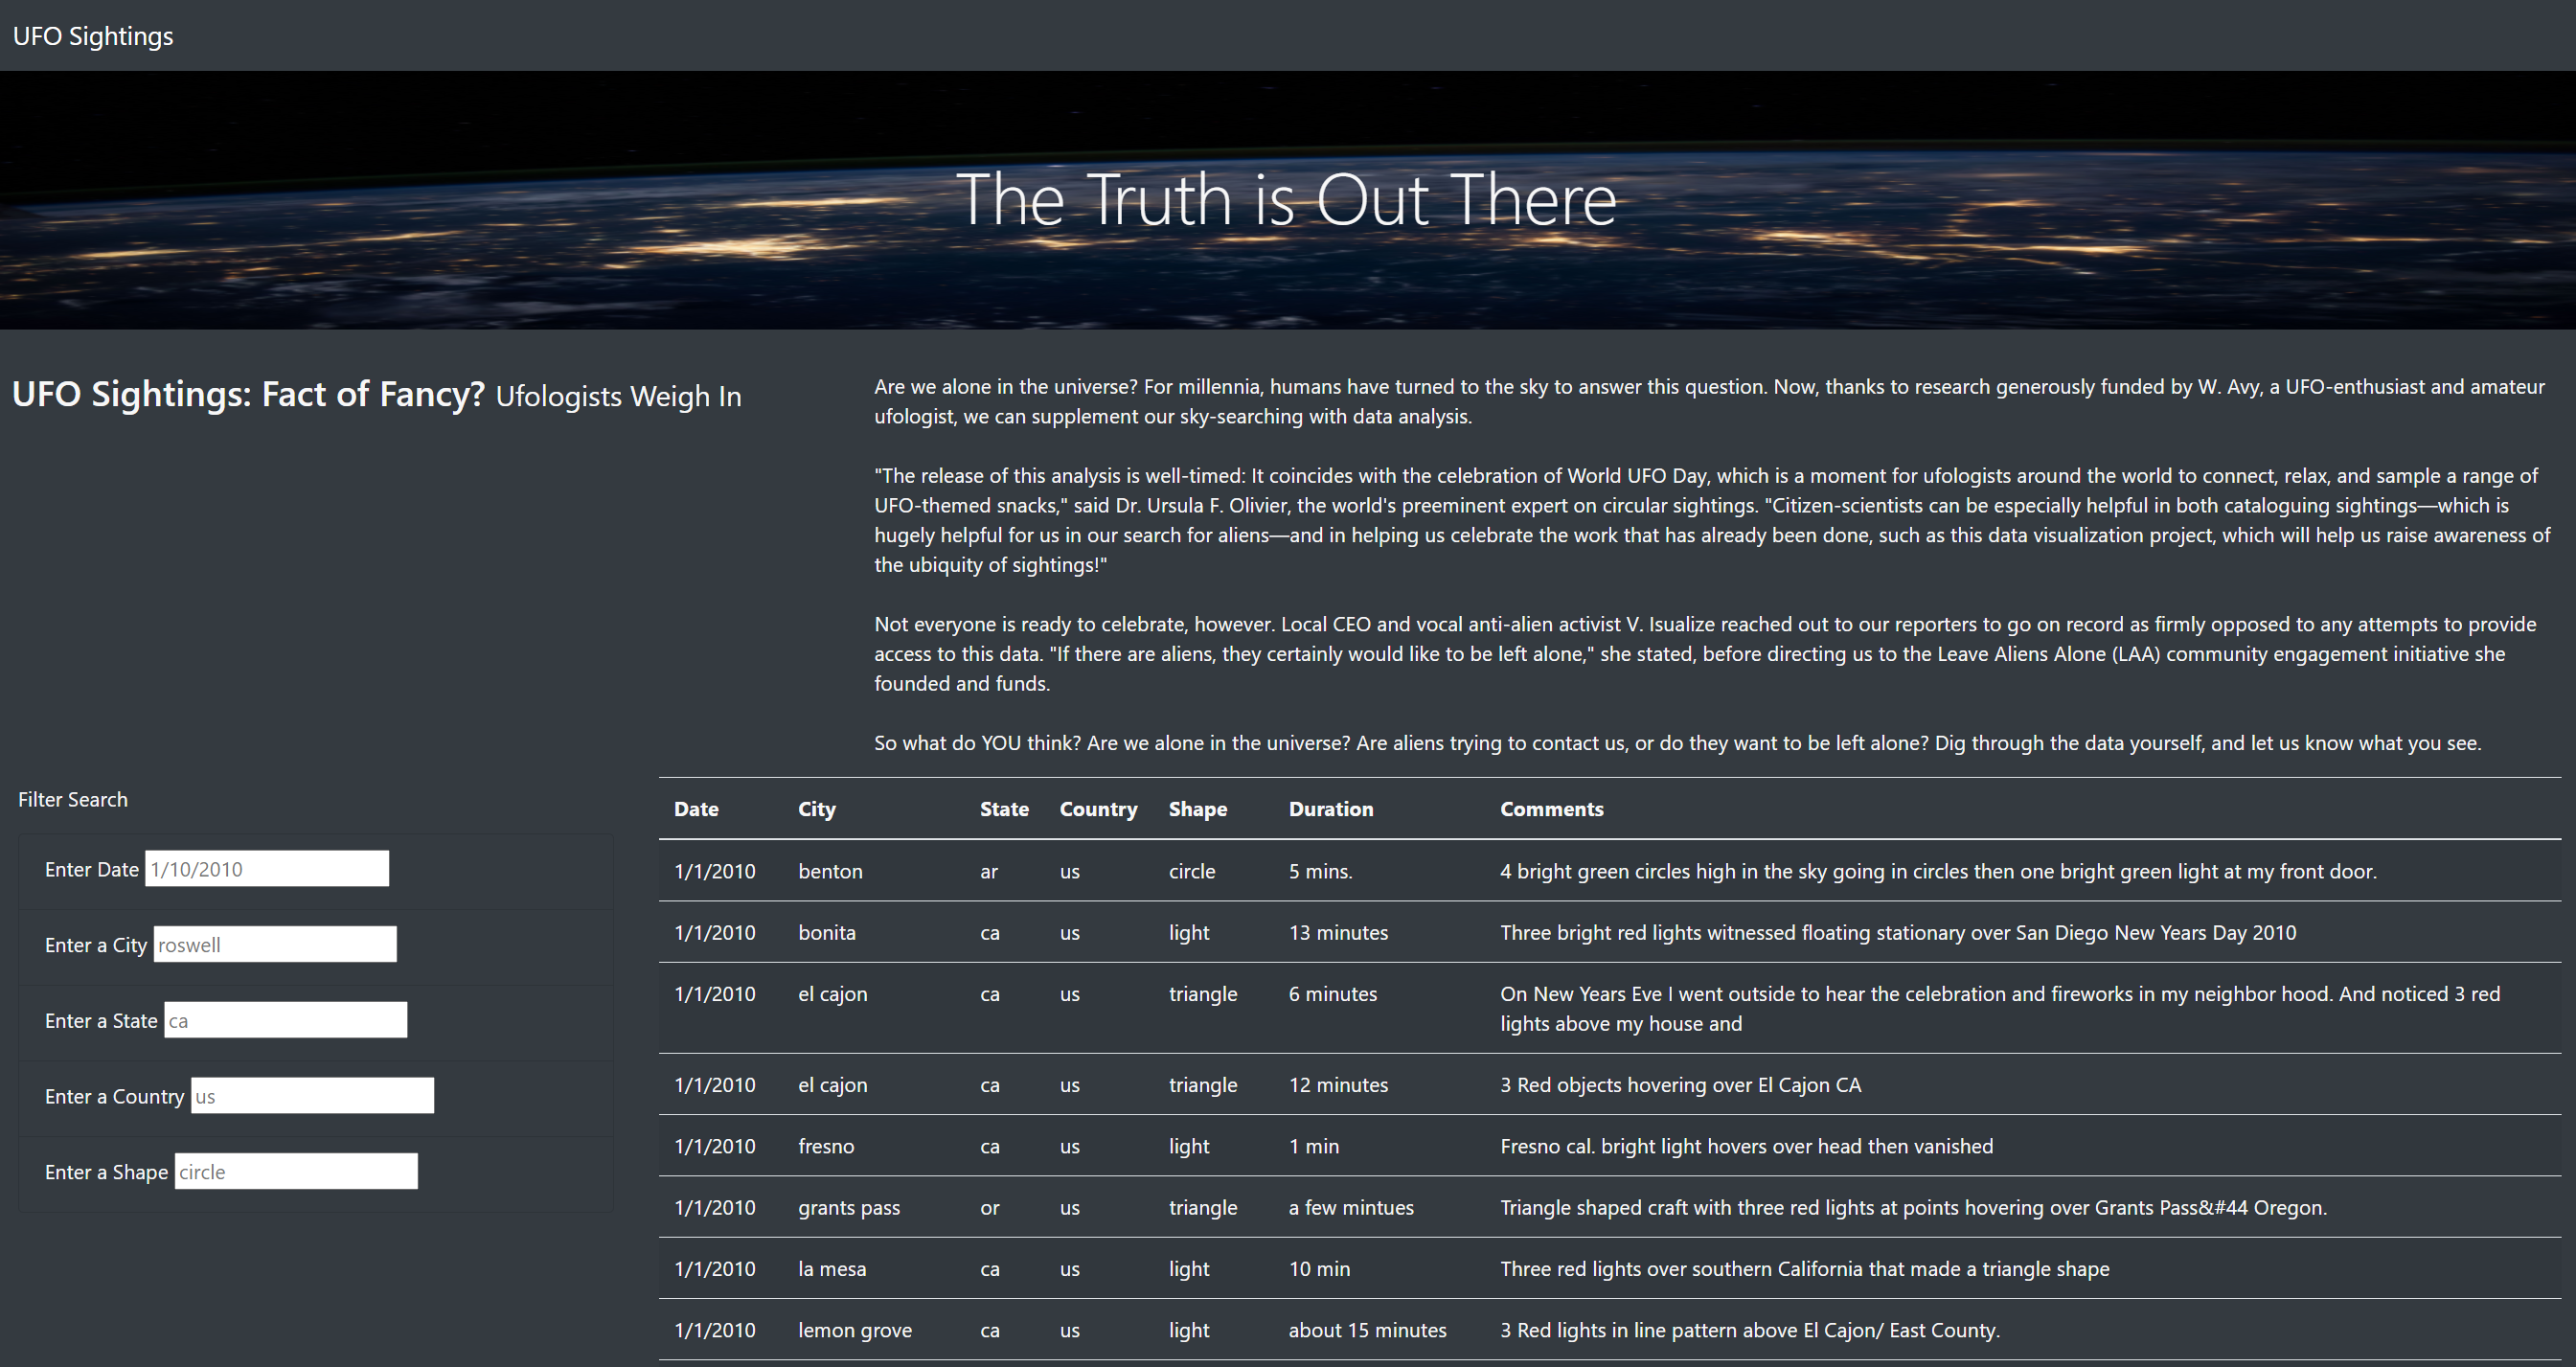 UFO Sightings
The Truth is Out There
UFO Sightings: Fact of Fancy? Ufologists Weigh In
Are we alone in the universe? For millennia, humans have turned to the sky to answer this question. Now, thanks to research generously funded by W. Avy, a UFO-enthusiast and amateur
ufologist, we can supplement our sky-searching with data analysis.
"The release of this analysis is well-timed: It coincides with the celebration of World UFO Day, which is a moment for ufologists around the world to connect, relax, and sample a range of
UFO-themed snacks," said Dr. Ursula F. Olivier, the world's preeminent expert on circular sightings. "Citizen-scientists can be especially helpful in both cataloguing sightings—which is
hugely helpful for us in our search for aliens—and in helping us celebrate the work that has already been done, such as this data visualization project, which will help us raise awareness of
the ubiquity of sightings!"
Not everyone is ready to celebrate, however. Local CEO and vocal anti-alien activist V. Isualize reached out to our reporters to go on record as firmly opposed to any attempts to provide
access to this data. "If there are aliens, they certainly would like to be left alone," she stated, before directing us to the Leave Aliens Alone (LAA) community engagement initiative she
founded and funds.
So what do YOU think? Are we alone in the universe? Are aliens trying to contact us, or do they want to be left alone? Dig through the data yourself, and let us know what you see.
Filter Search
Enter Date 1/10/2010
Enter a City roswell
Enter a State ca
Enter a Country us
Enter a Shape circle
Date City State Country Shape Duration Comments
1/1/2010 benton ar us circle 5 mins. 4 bright green circles high in the sky going in circles then one bright green light at my front door.
1/1/2010 bonita ca us light 13 minutes Three bright red lights witnessed floating stationary over San Diego New Years Day 2010
1/1/2010 el cajon ca us triangle 6 minutes On New Years Eve I went outside to hear the celebration and fireworks in my neighbor hood. And noticed 3 red
lights above my house and
1/1/2010 el cajon ca us triangle 12 minutes 3 Red objects hovering over El Cajon CA
1/1/2010 fresno ca us light 1 min Fresno cal. bright light hovers over head then vanished
1/1/2010 grants pass or us triangle a few mintues Triangle shaped craft with three red lights at points hovering over Grants Pass&#44 Oregon.
1/1/2010 la mesa ca us light 10 min Three red lights over southern California that made a triangle shape
1/1/2010 lemon grove ca us light about 15 minutes 3 Red lights in line pattern above El Cajon/ East County.